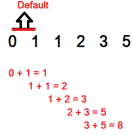 Default
0 1 1 2 3 5
0 + 1 = 1
1 + 1 = 2
1 + 2 = 3
2 + 3 = 5
3 + 5 = 8